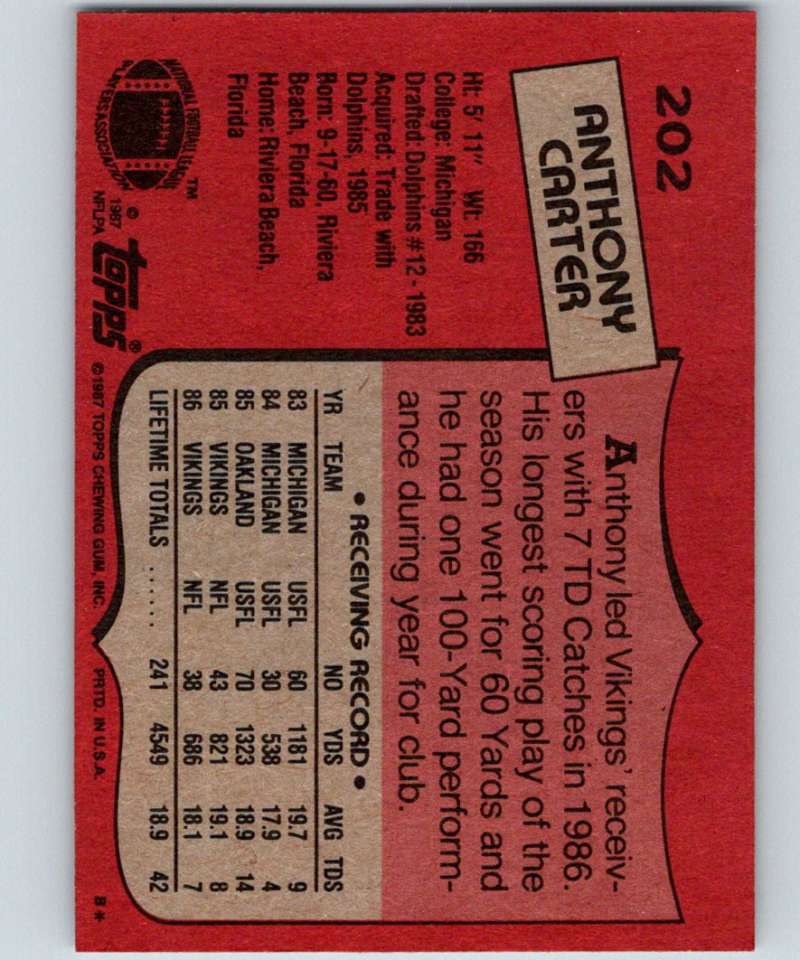 202
ANTHONY
CARTER
Ht: 5' 11" Wt: 166
College: Michigan
Drafted: Dolphins #12-1983
Acquired: Trade with
Dolphins, 1985
Born: 9-17-60, Riviera
Beach, Florida
Home: Riviera Beach,
Florida
NATIONAL FOOTBALL LEAGUE
PLAYERS ASSOCIATION
TM
© 1987
NFLPA
topps®
Anthony led Vikings' receiv-
ers with 7 TD Catches in 1986.
His longest scoring play of the
season went for 60 Yards and
he had one 100-Yard perform-
ance during year for club.
• RECEIVING RECORD •
YR TEAM NO YDS AVG TDS
83 MICHIGAN USFL 60 1181 19.7 9
84 MICHIGAN USFL 30 538 17.9 4
85 OAKLAND USFL 70 1323 18.9 14
85 VIKINGS NFL 43 821 19.1 8
86 VIKINGS NFL 38 686 18.1 7
LIFETIME TOTALS ...... 241 4549 18.9 42
©1987 TOPPS CHEWING GUM, INC. PRTD. IN U.S.A. B*